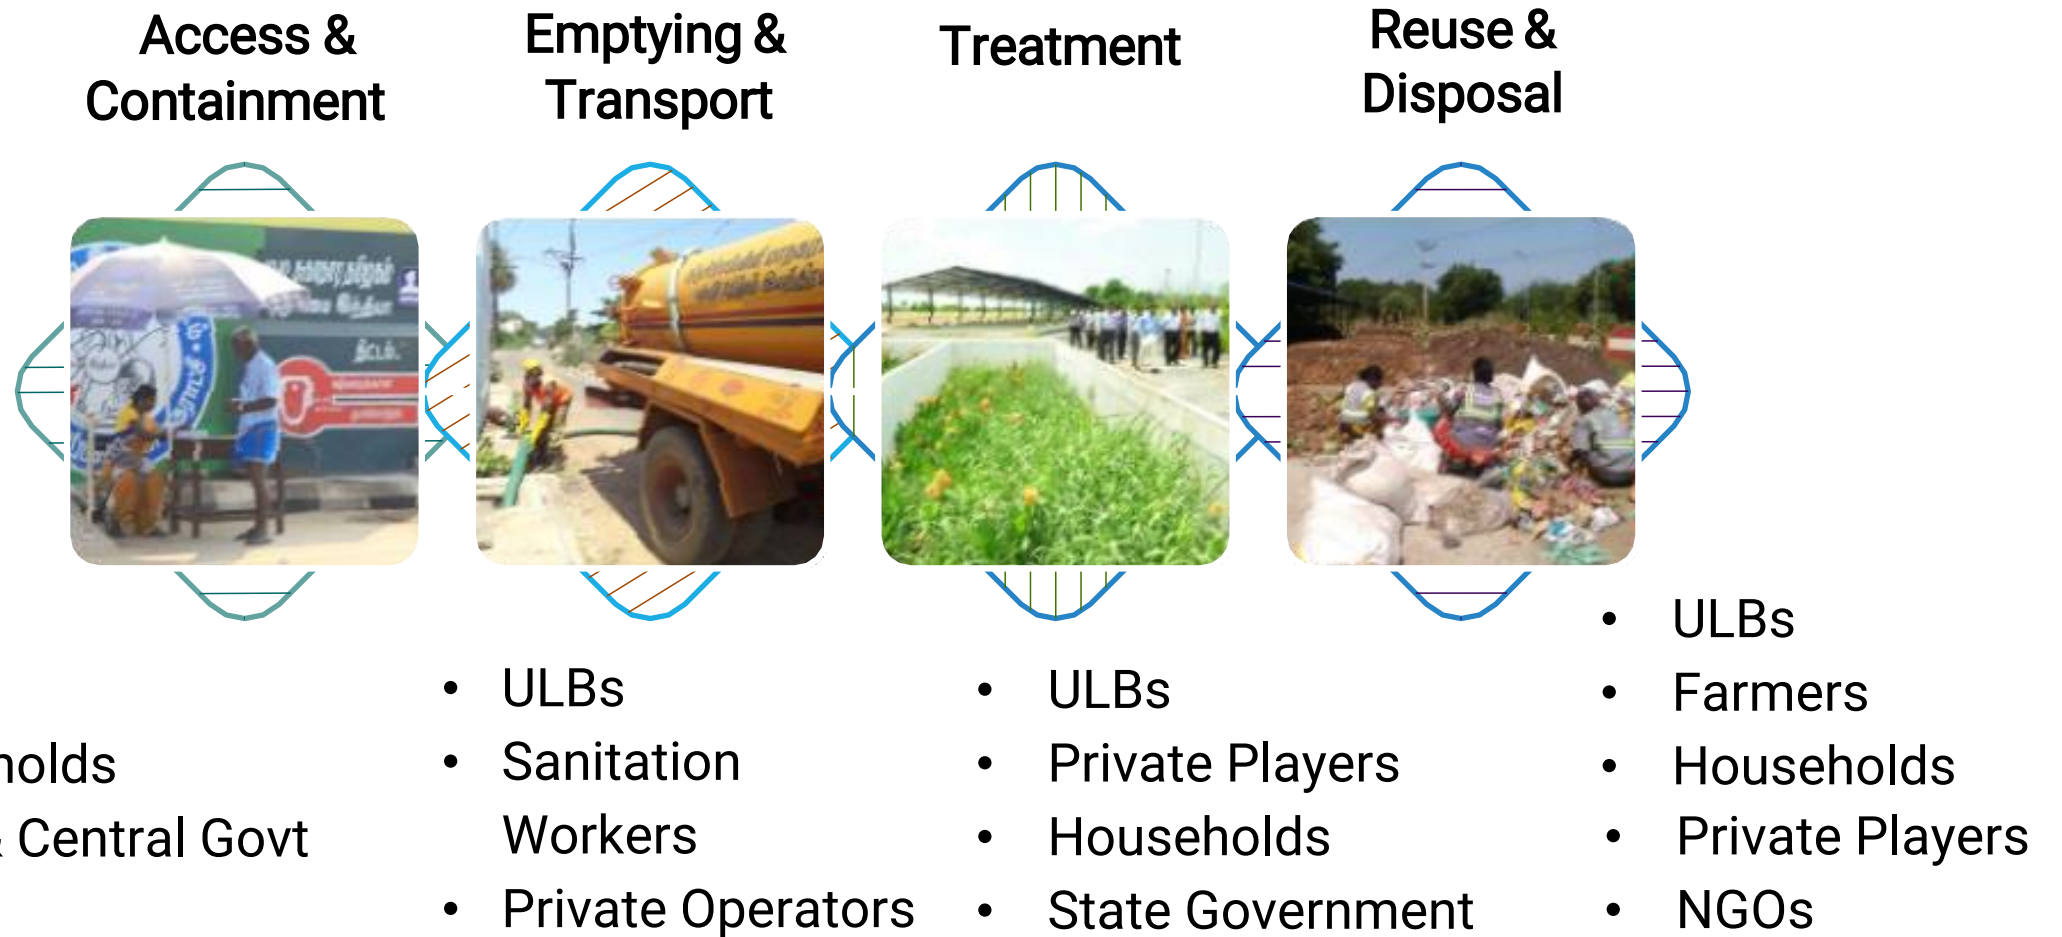 Access &
Containment
Emptying &
Transport
Treatment
Reuse &
Disposal
திட்டம்.
holds
& Central Govt
• ULBs
• Sanitation
Workers
• Private Operators
• ULBs
• Private Players
• Households
• State Government
• ULBs
• Farmers
• Households
• Private Players
• NGOs